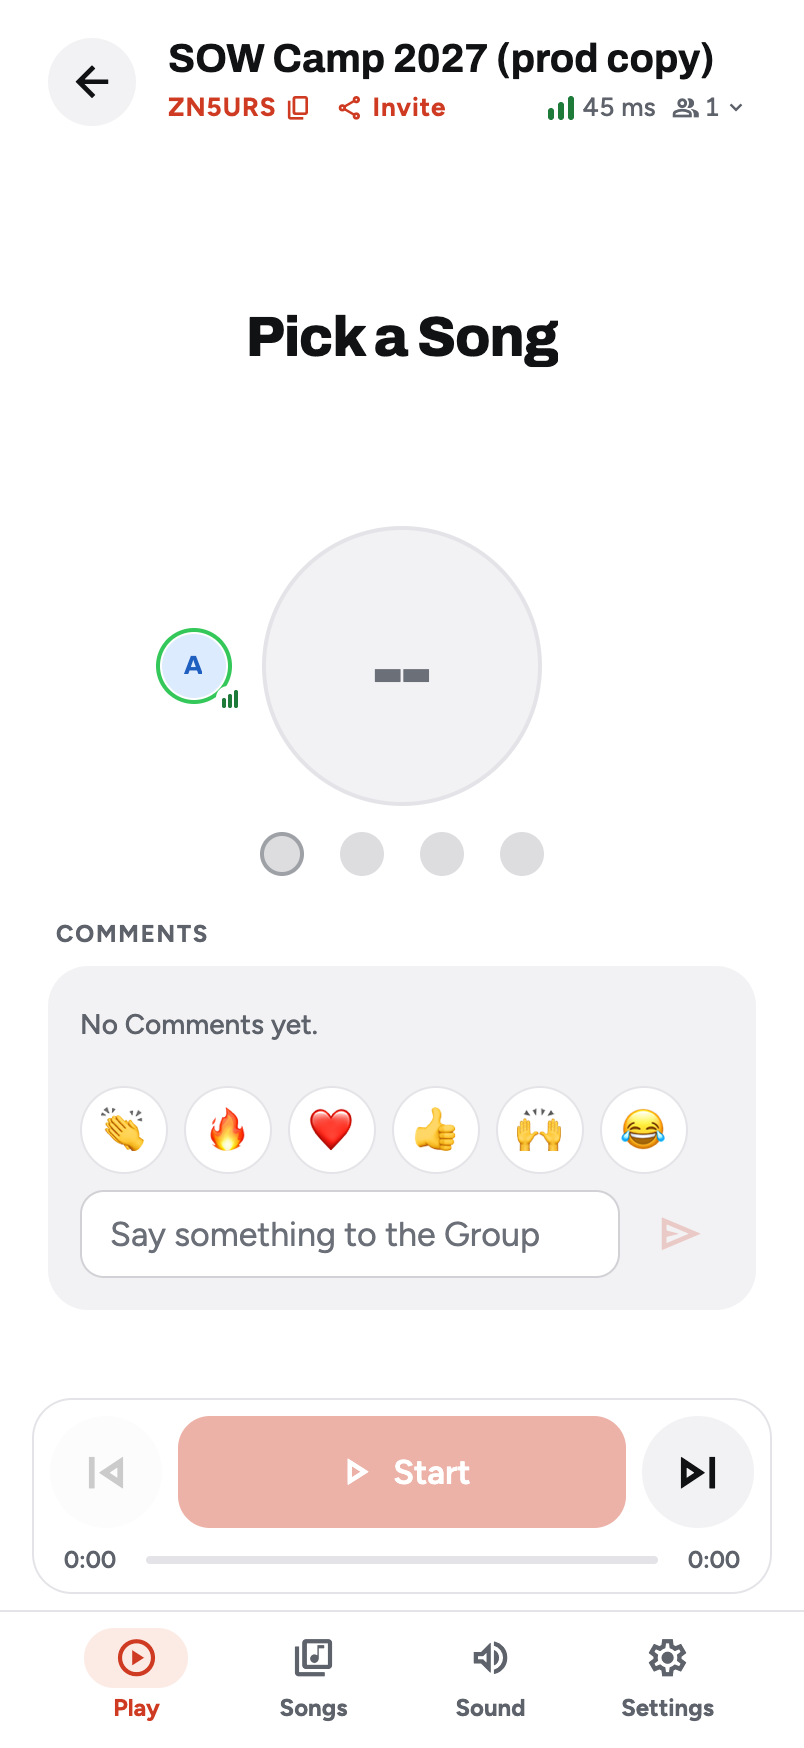 SOW Camp 2027 (prod copy)
ZN5URS Invite 45 ms 1
Pick a Song
A --
COMMENTS
No Comments yet.
Say something to the Group
Start
0:00 0:00
Play Songs Sound Settings